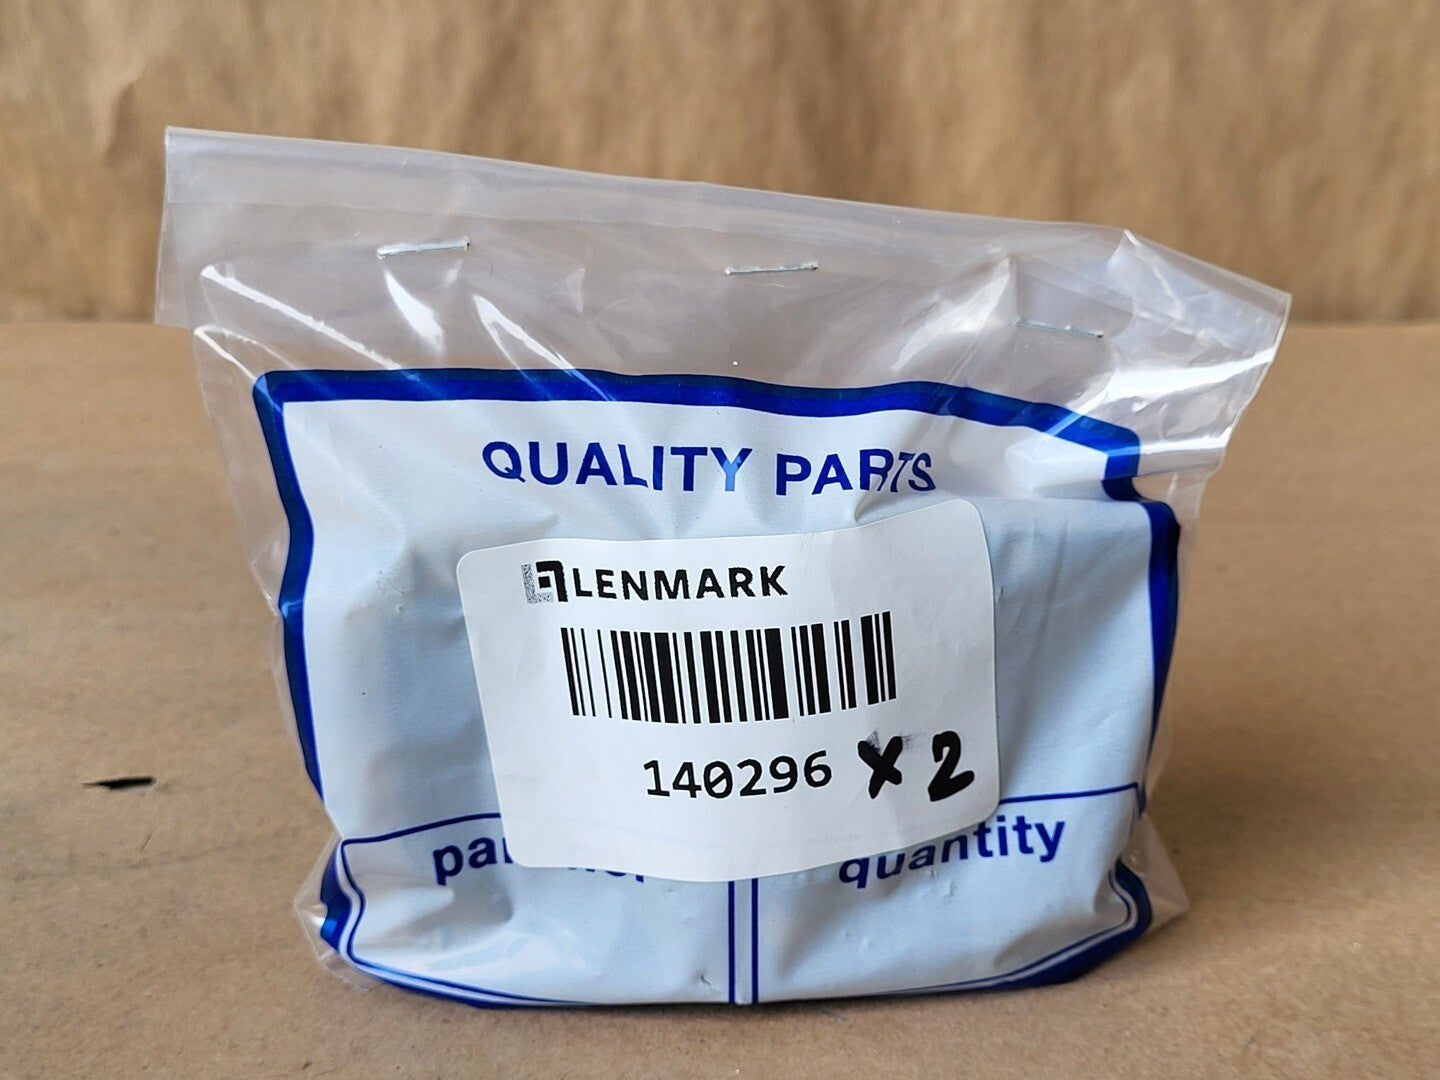 QUALITY PARTS
LENMARK
140296 x 2
quantity